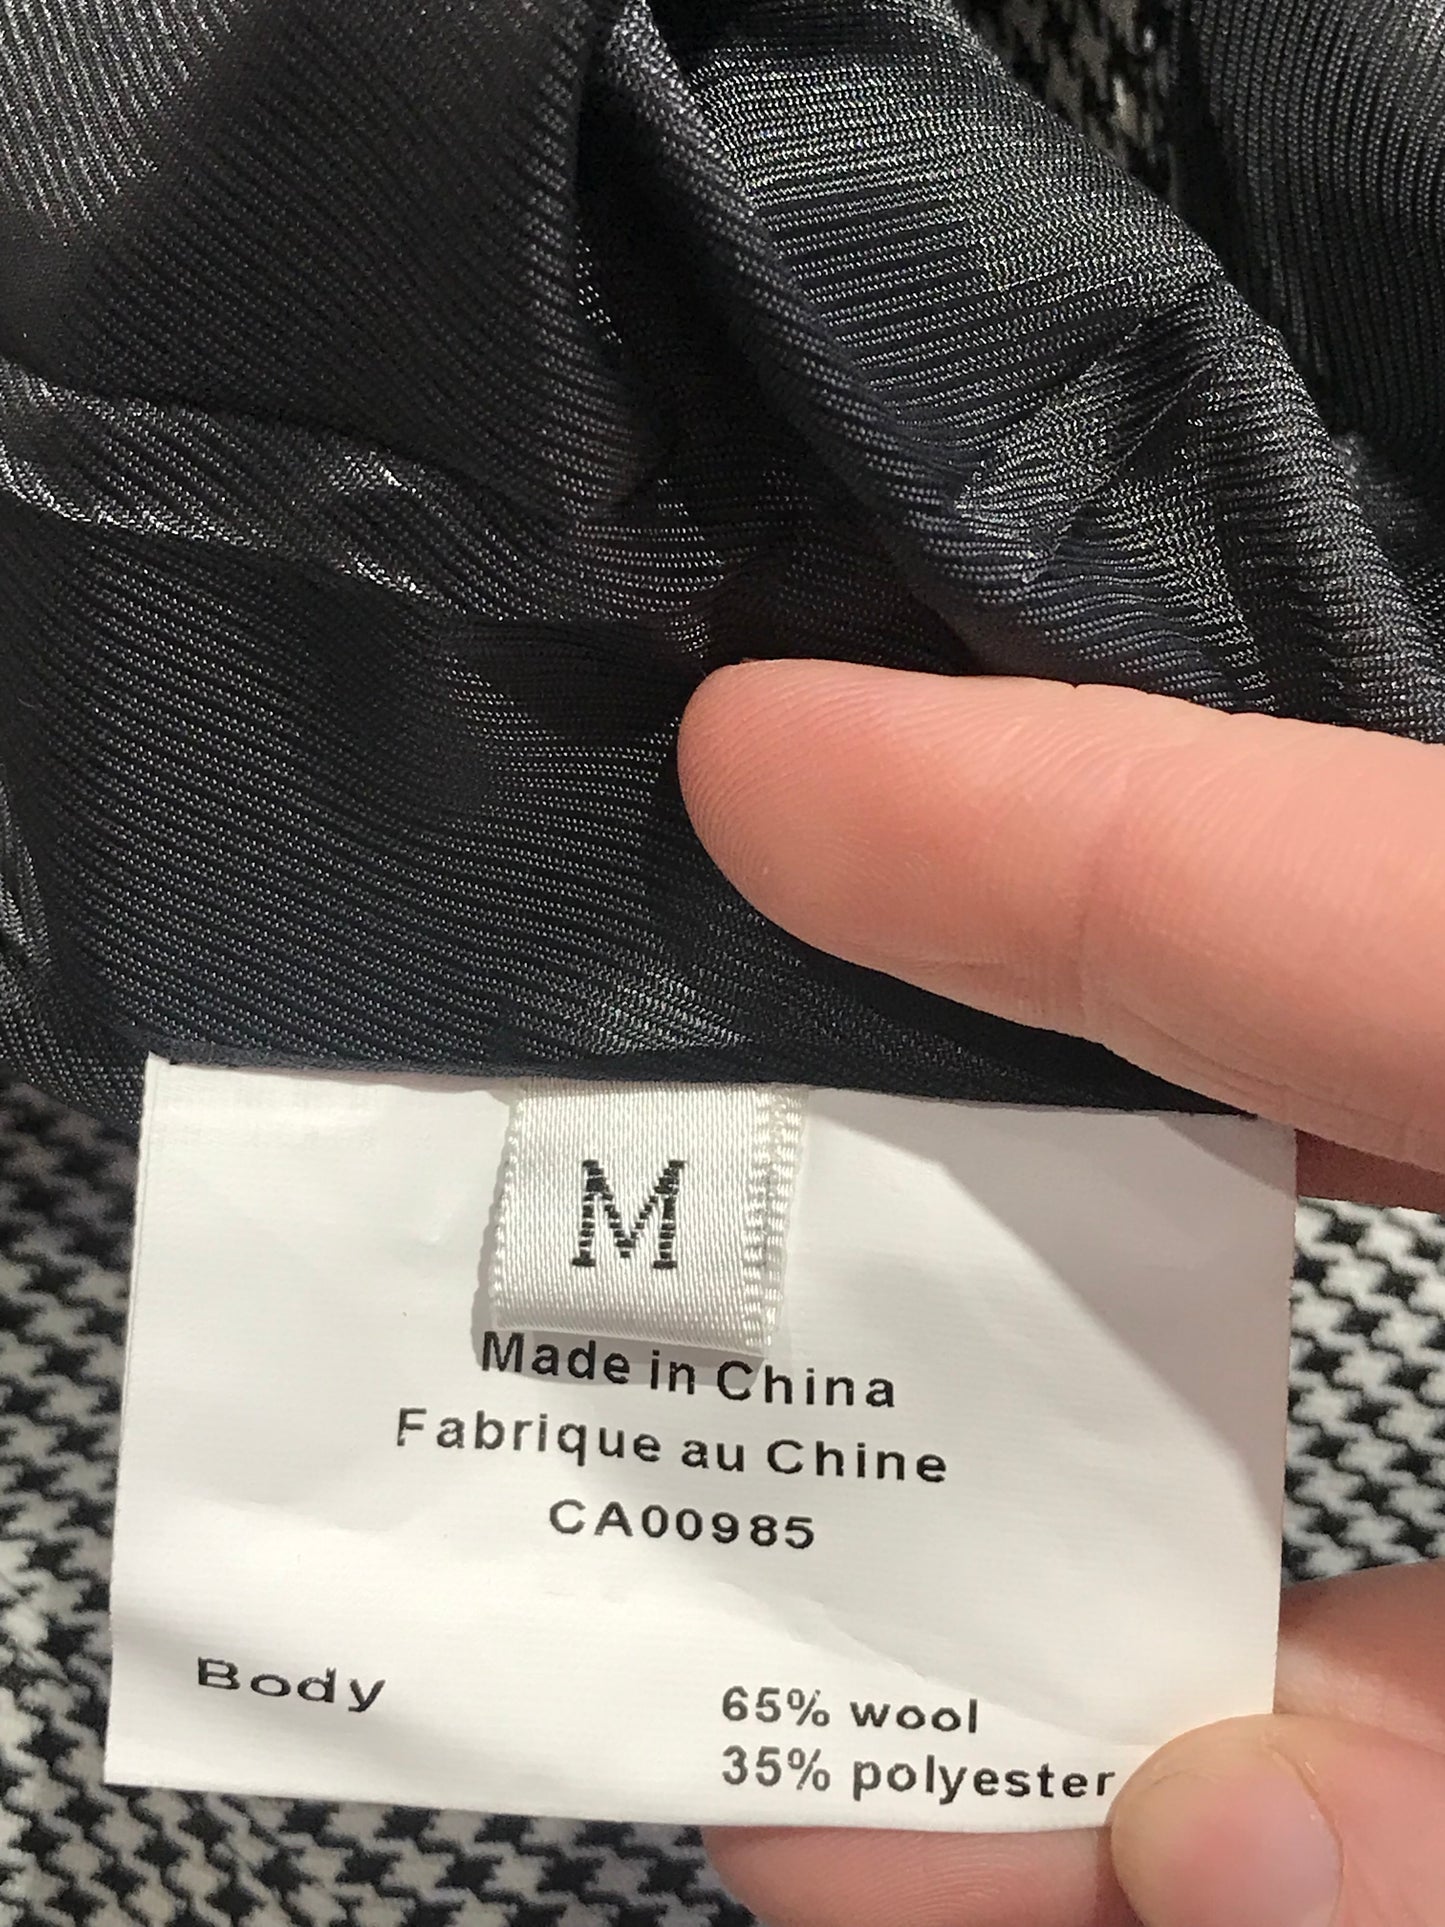 M
Made in China
Fabrique au Chine
CA00985
Body 65% wool
35% polyester